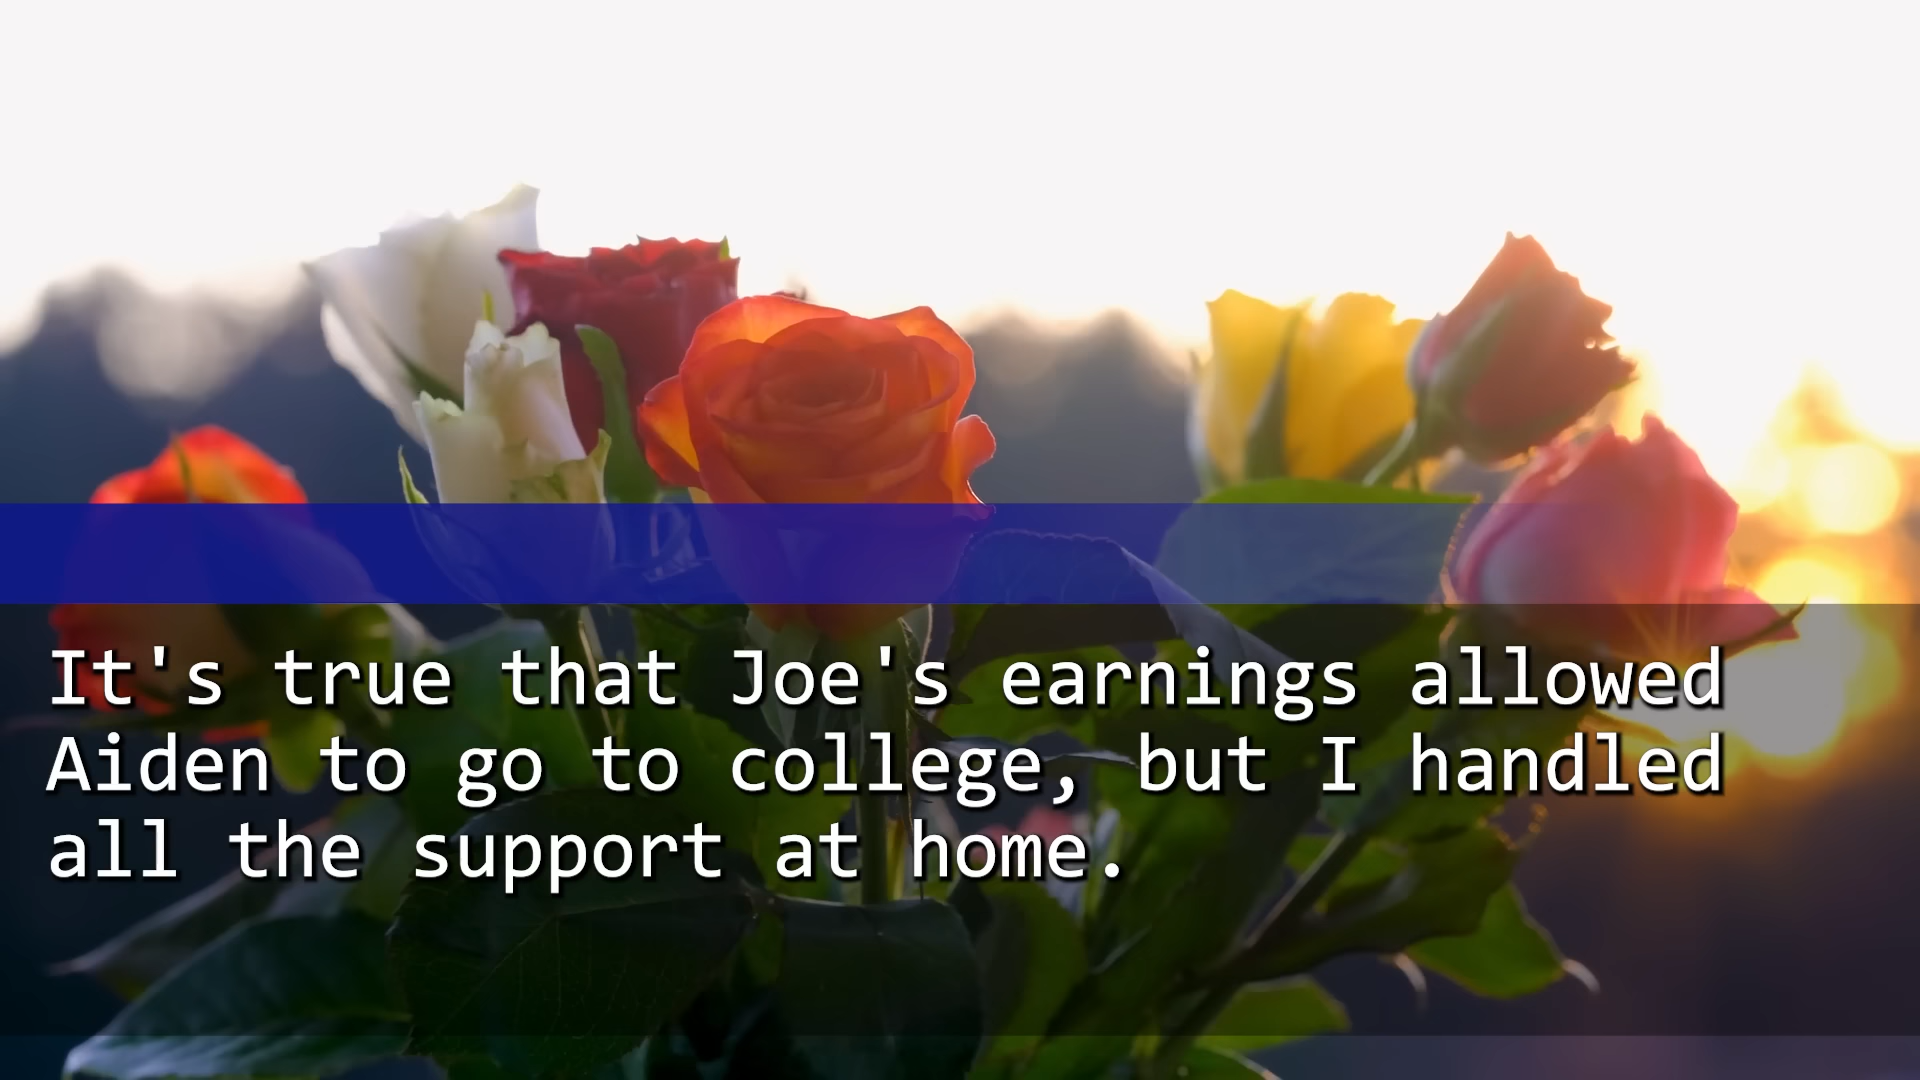 It's true that Joe's earnings allowed
Aiden to go to college, but I handled
all the support at home.